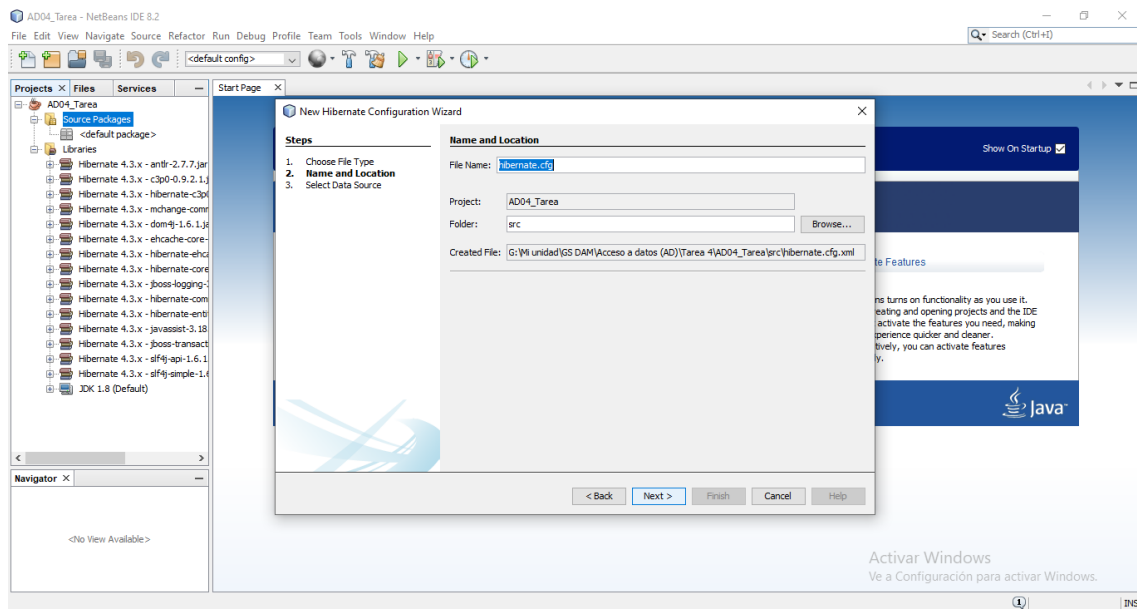 AD04_Tarea - NetBeans IDE 8.2
File Edit View Navigate Source Refactor Run Debug Profile Team Tools Window Help
Search (Ctrl+I)
<default config>
Projects Files Services
Start Page
AD04_Tarea
Source Packages
<default package>
Libraries
Hibernate 4.3.x - antlr-2.7.7.jar
Hibernate 4.3.x - c3p0-0.9.2.1.j
Hibernate 4.3.x - hibernate-c3p0
Hibernate 4.3.x - mchange-comm
Hibernate 4.3.x - dom4j-1.6.1.ja
Hibernate 4.3.x - ehcache-core-
Hibernate 4.3.x - hibernate-ehca
Hibernate 4.3.x - hibernate-core
Hibernate 4.3.x - jboss-logging-3
Hibernate 4.3.x - hibernate-com
Hibernate 4.3.x - hibernate-enti
Hibernate 4.3.x - javassist-3.18
Hibernate 4.3.x - jboss-transact
Hibernate 4.3.x - slf4j-api-1.6.1
Hibernate 4.3.x - slf4j-simple-1.6
JDK 1.8 (Default)
Navigator
<No View Available>
New Hibernate Configuration Wizard
Steps
1. Choose File Type
2. Name and Location
3. Select Data Source
Name and Location
File Name: hibernate.cfg
Project: AD04_Tarea
Folder: src
Browse...
Created File: G:\Mi unidad\GS DAM\Acceso a datos (AD)\Tarea 4\AD04_Tarea\src\hibernate.cfg.xml
< Back Next > Finish Cancel Help
Show On Startup
te Features
ns turns on functionality as you use it.
eating and opening projects and the IDE
activate the features you need, making
perience quicker and cleaner.
tively, you can activate features
y.
Java
Activar Windows
Ve a Configuración para activar Windows.
1
INS